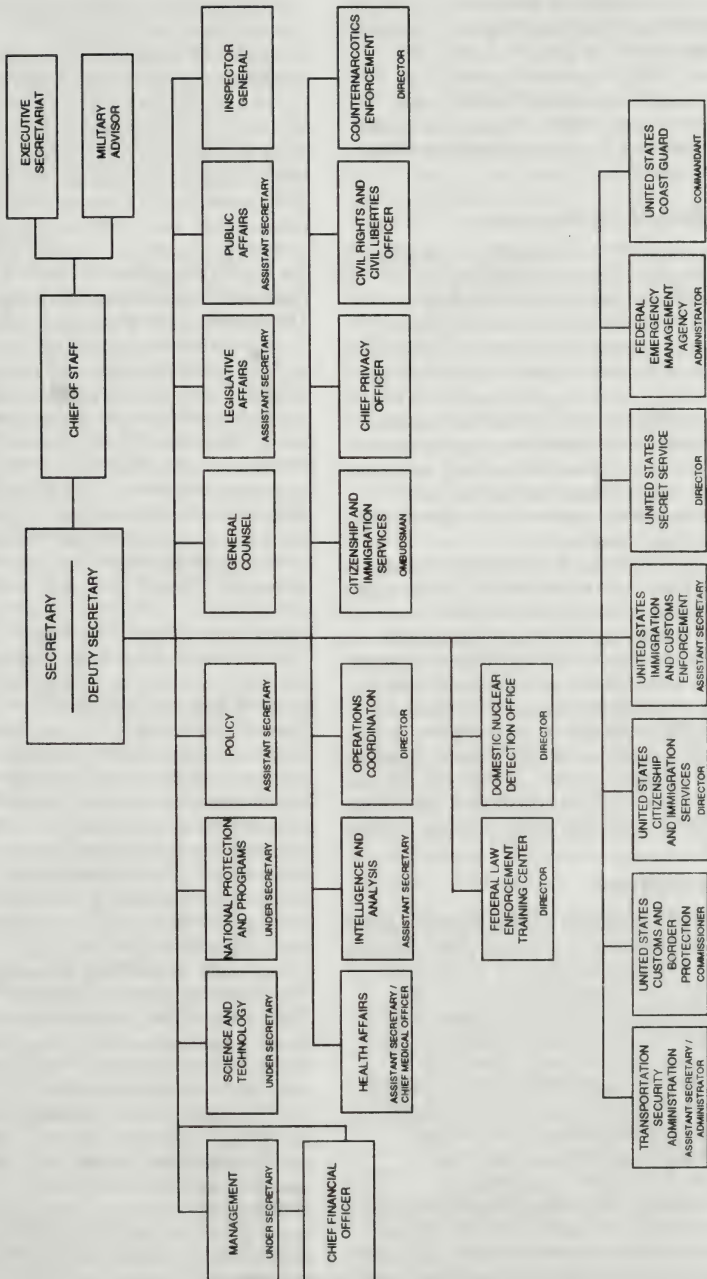 EXECUTIVE
SECRETARIAT
MILITARY
ADVISOR
CHIEF OF STAFF
SECRETARY
DEPUTY SECRETARY
MANAGEMENT
UNDER SECRETARY
CHIEF FINANCIAL
OFFICER
SCIENCE AND
TECHNOLOGY
UNDER SECRETARY
NATIONAL PROTECTION
AND PROGRAMS
UNDER SECRETARY
POLICY
ASSISTANT SECRETARY
GENERAL
COUNSEL
LEGISLATIVE
AFFAIRS
ASSISTANT SECRETARY
PUBLIC
AFFAIRS
ASSISTANT SECRETARY
INSPECTOR
GENERAL
HEALTH AFFAIRS
ASSISTANT SECRETARY /
CHIEF MEDICAL OFFICER
INTELLIGENCE AND
ANALYSIS
ASSISTANT SECRETARY
OPERATIONS
COORDINATON
DIRECTOR
CITIZENSHIP AND
IMMIGRATION
SERVICES
OMBUDSMAN
CHIEF PRIVACY
OFFICER
CIVIL RIGHTS AND
CIVIL LIBERTIES
OFFICER
COUNTERNARCOTICS
ENFORCEMENT
DIRECTOR
FEDERAL LAW
ENFORCEMENT
TRAINING CENTER
DIRECTOR
DOMESTIC NUCLEAR
DETECTION OFFICE
DIRECTOR
TRANSPORTATION
SECURITY
ADMINISTRATION
ASSISTANT SECRETARY /
ADMINISTRATOR
UNITED STATES
CUSTOMS AND
BORDER
PROTECTION
COMMISSIONER
UNITED STATES
CITIZENSHIP
AND IMMIGRATION
SERVICES
DIRECTOR
UNITED STATES
IMMIGRATION
AND CUSTOMS
ENFORCEMENT
ASSISTANT SECRETARY
UNITED STATES
SECRET SERVICE
DIRECTOR
FEDERAL
EMERGENCY
MANAGEMENT
AGENCY
ADMINISTRATOR
UNITED STATES
COAST GUARD
COMMANDANT